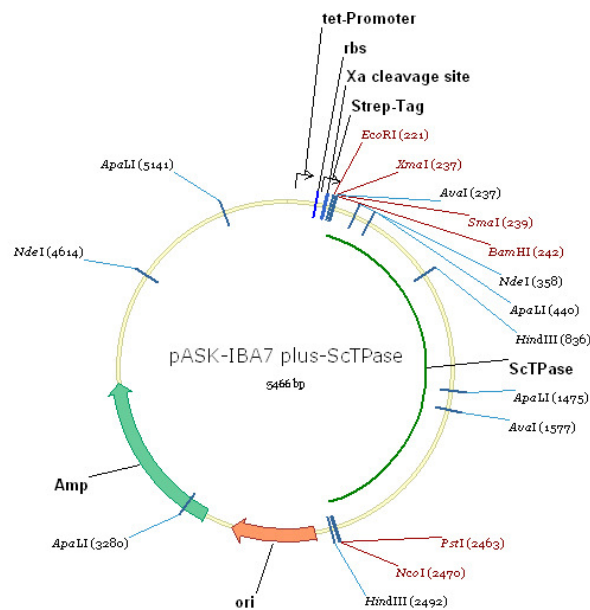 tet-Promoter
rbs
Xa cleavage site
Strep-Tag
EcoRI (221)
XmaI (237)
ApaLI (5141)
AvaI (237)
SmaI (239)
BamHI (242)
NdeI (4614)
NdeI (358)
ApaLI (440)
HindIII (836)
pASK-IBA7 plus-ScTPase
5466 bp
ScTPase
ApaLI (1475)
AvaI (1577)
Amp
ApaLI (3280)
PstI (2463)
NcoI (2470)
HindIII (2492)
ori